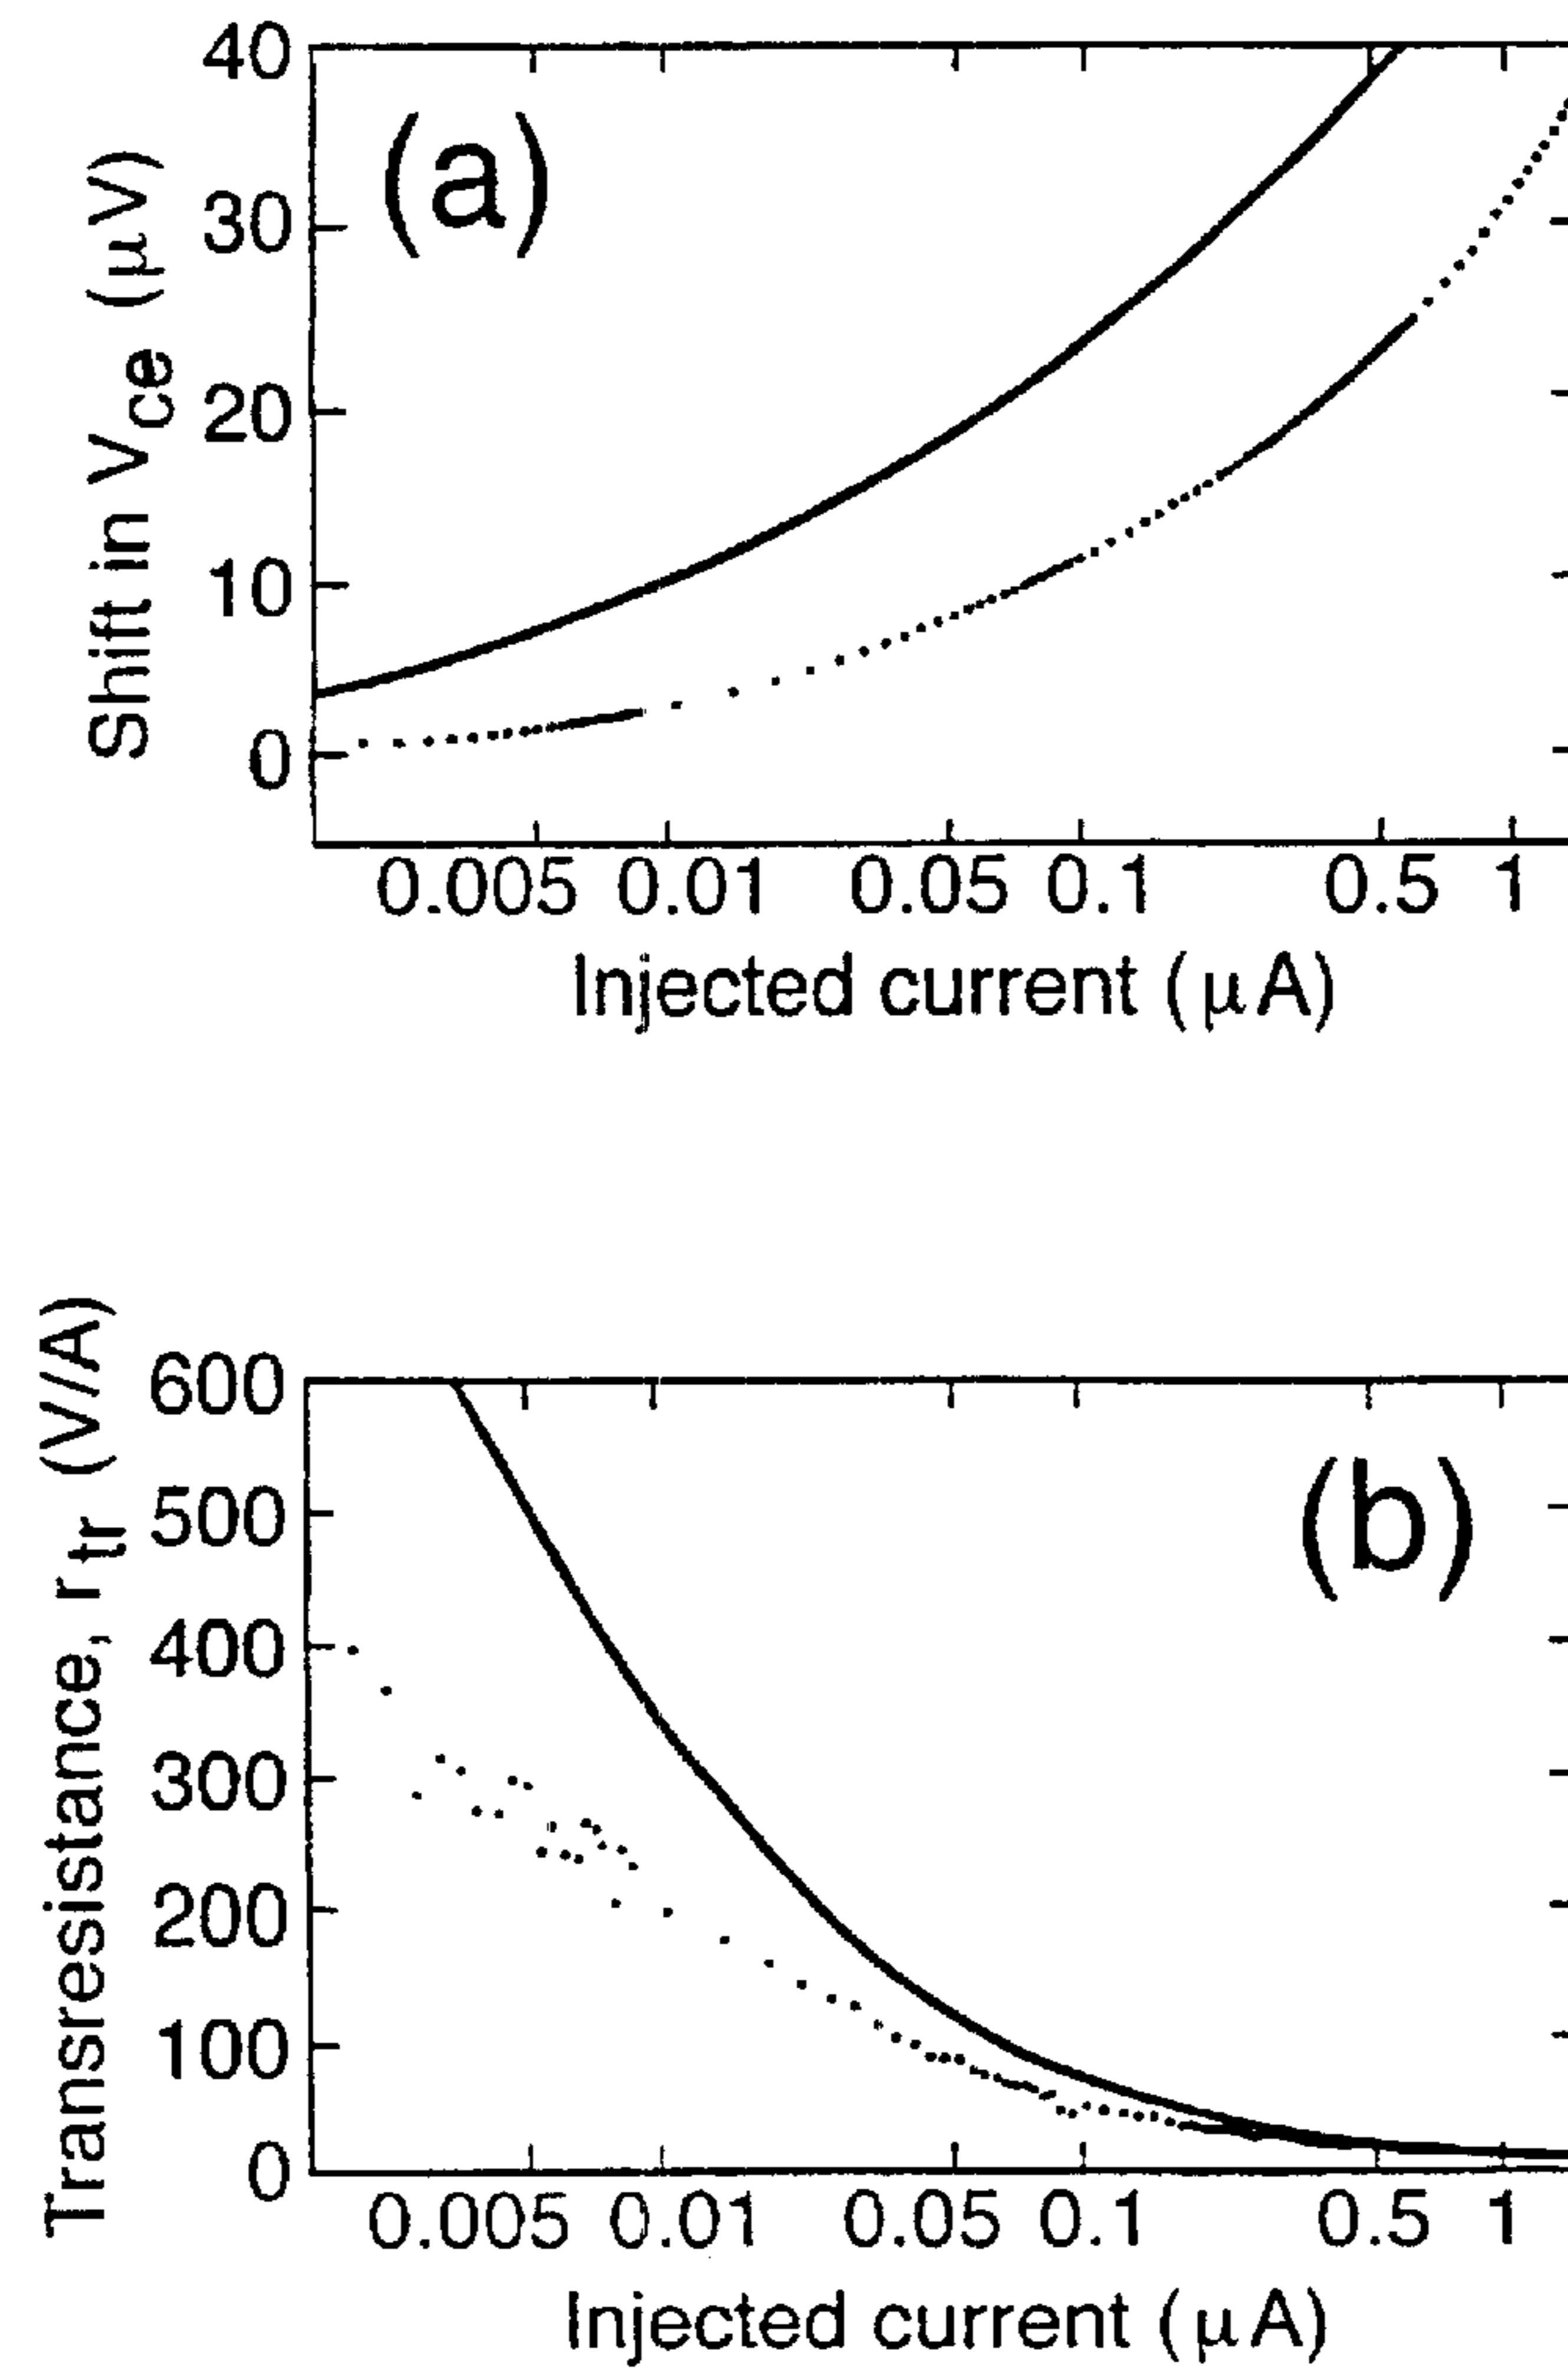 40
(a)
30
20
10
0
Shift in Vce (μV)
0.005 0.01 0.05 0.1 0.5 1
Injected current (μA)
600
(b)
500
400
300
200
100
0
Transresistance, rtr (V/A)
0.005 0.01 0.05 0.1 0.5 1
Injected current (μA)